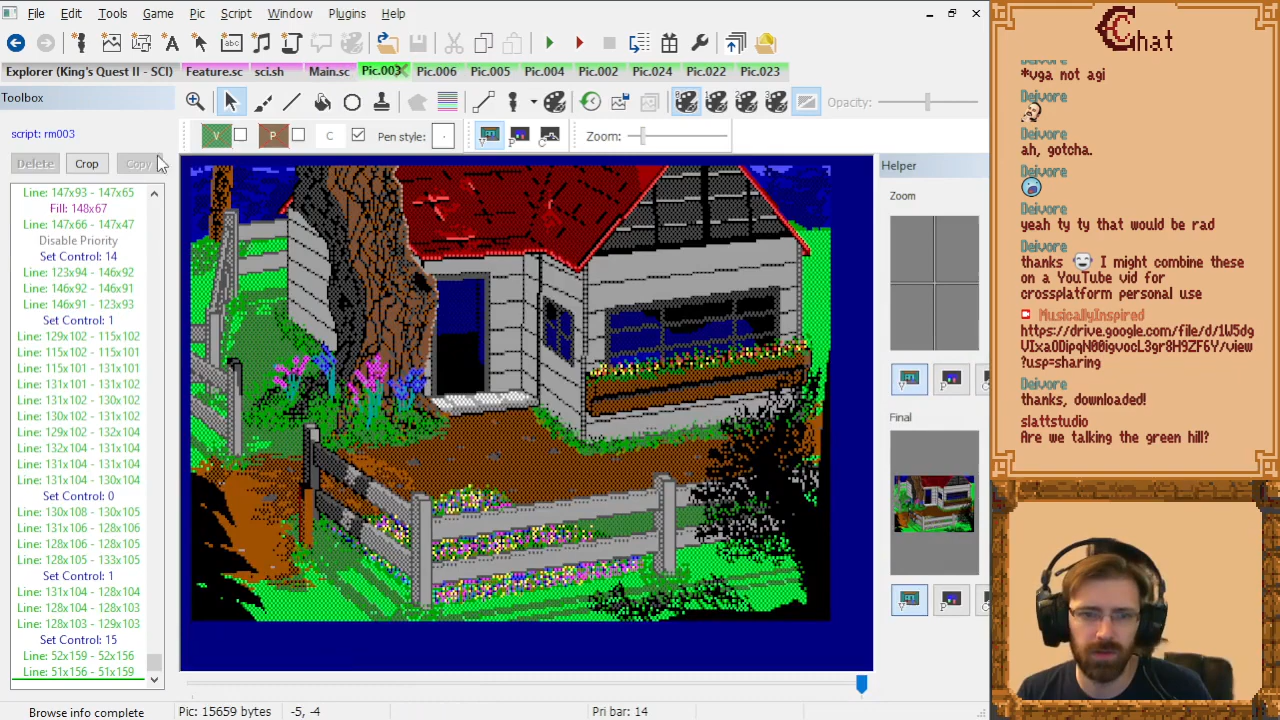 File Edit Tools Game Pic Script Window Plugins Help
Explorer (King's Quest II - SCI) Feature.sc sci.sh Main.sc Pic.003 Pic.006 Pic.005 Pic.004 Pic.002 Pic.024 Pic.022 Pic.023
Toolbox
Opacity:
script: rm003
V P C Pen style: V P C Zoom:
Delete Crop Copy
Line: 147x93 - 147x65
Fill: 148x67
Line: 147x66 - 147x47
Disable Priority
Set Control: 14
Line: 123x94 - 146x92
Line: 146x92 - 146x91
Line: 146x91 - 123x93
Set Control: 1
Line: 129x102 - 115x102
Line: 115x102 - 115x101
Line: 115x101 - 131x101
Line: 131x101 - 131x102
Line: 131x102 - 130x102
Line: 130x102 - 129x102
Line: 129x102 - 132x104
Line: 132x104 - 131x104
Line: 131x104 - 130x104
Set Control: 0
Line: 130x108 - 130x105
Line: 131x106 - 128x106
Line: 128x106 - 128x105
Line: 128x105 - 133x105
Set Control: 1
Line: 131x104 - 128x104
Line: 128x104 - 128x103
Line: 128x103 - 129x103
Set Control: 15
Line: 52x159 - 52x156
Line: 51x156 - 51x159
Helper
Zoom
V P
Final
V P
Browse info complete Pic: 15659 bytes -5, -4 Pri bar: 14
Chat
Deivore
*vga not agi
Deivore
Deivore
ah, gotcha.
Deivore
Deivore
yeah ty ty that would be rad
Deivore
thanks I might combine these
on a YouTube vid for
crossplatform personal use
MusicallyInspired
Deivore
thanks, downloaded!
slattstudio
Are we talking the green hill?